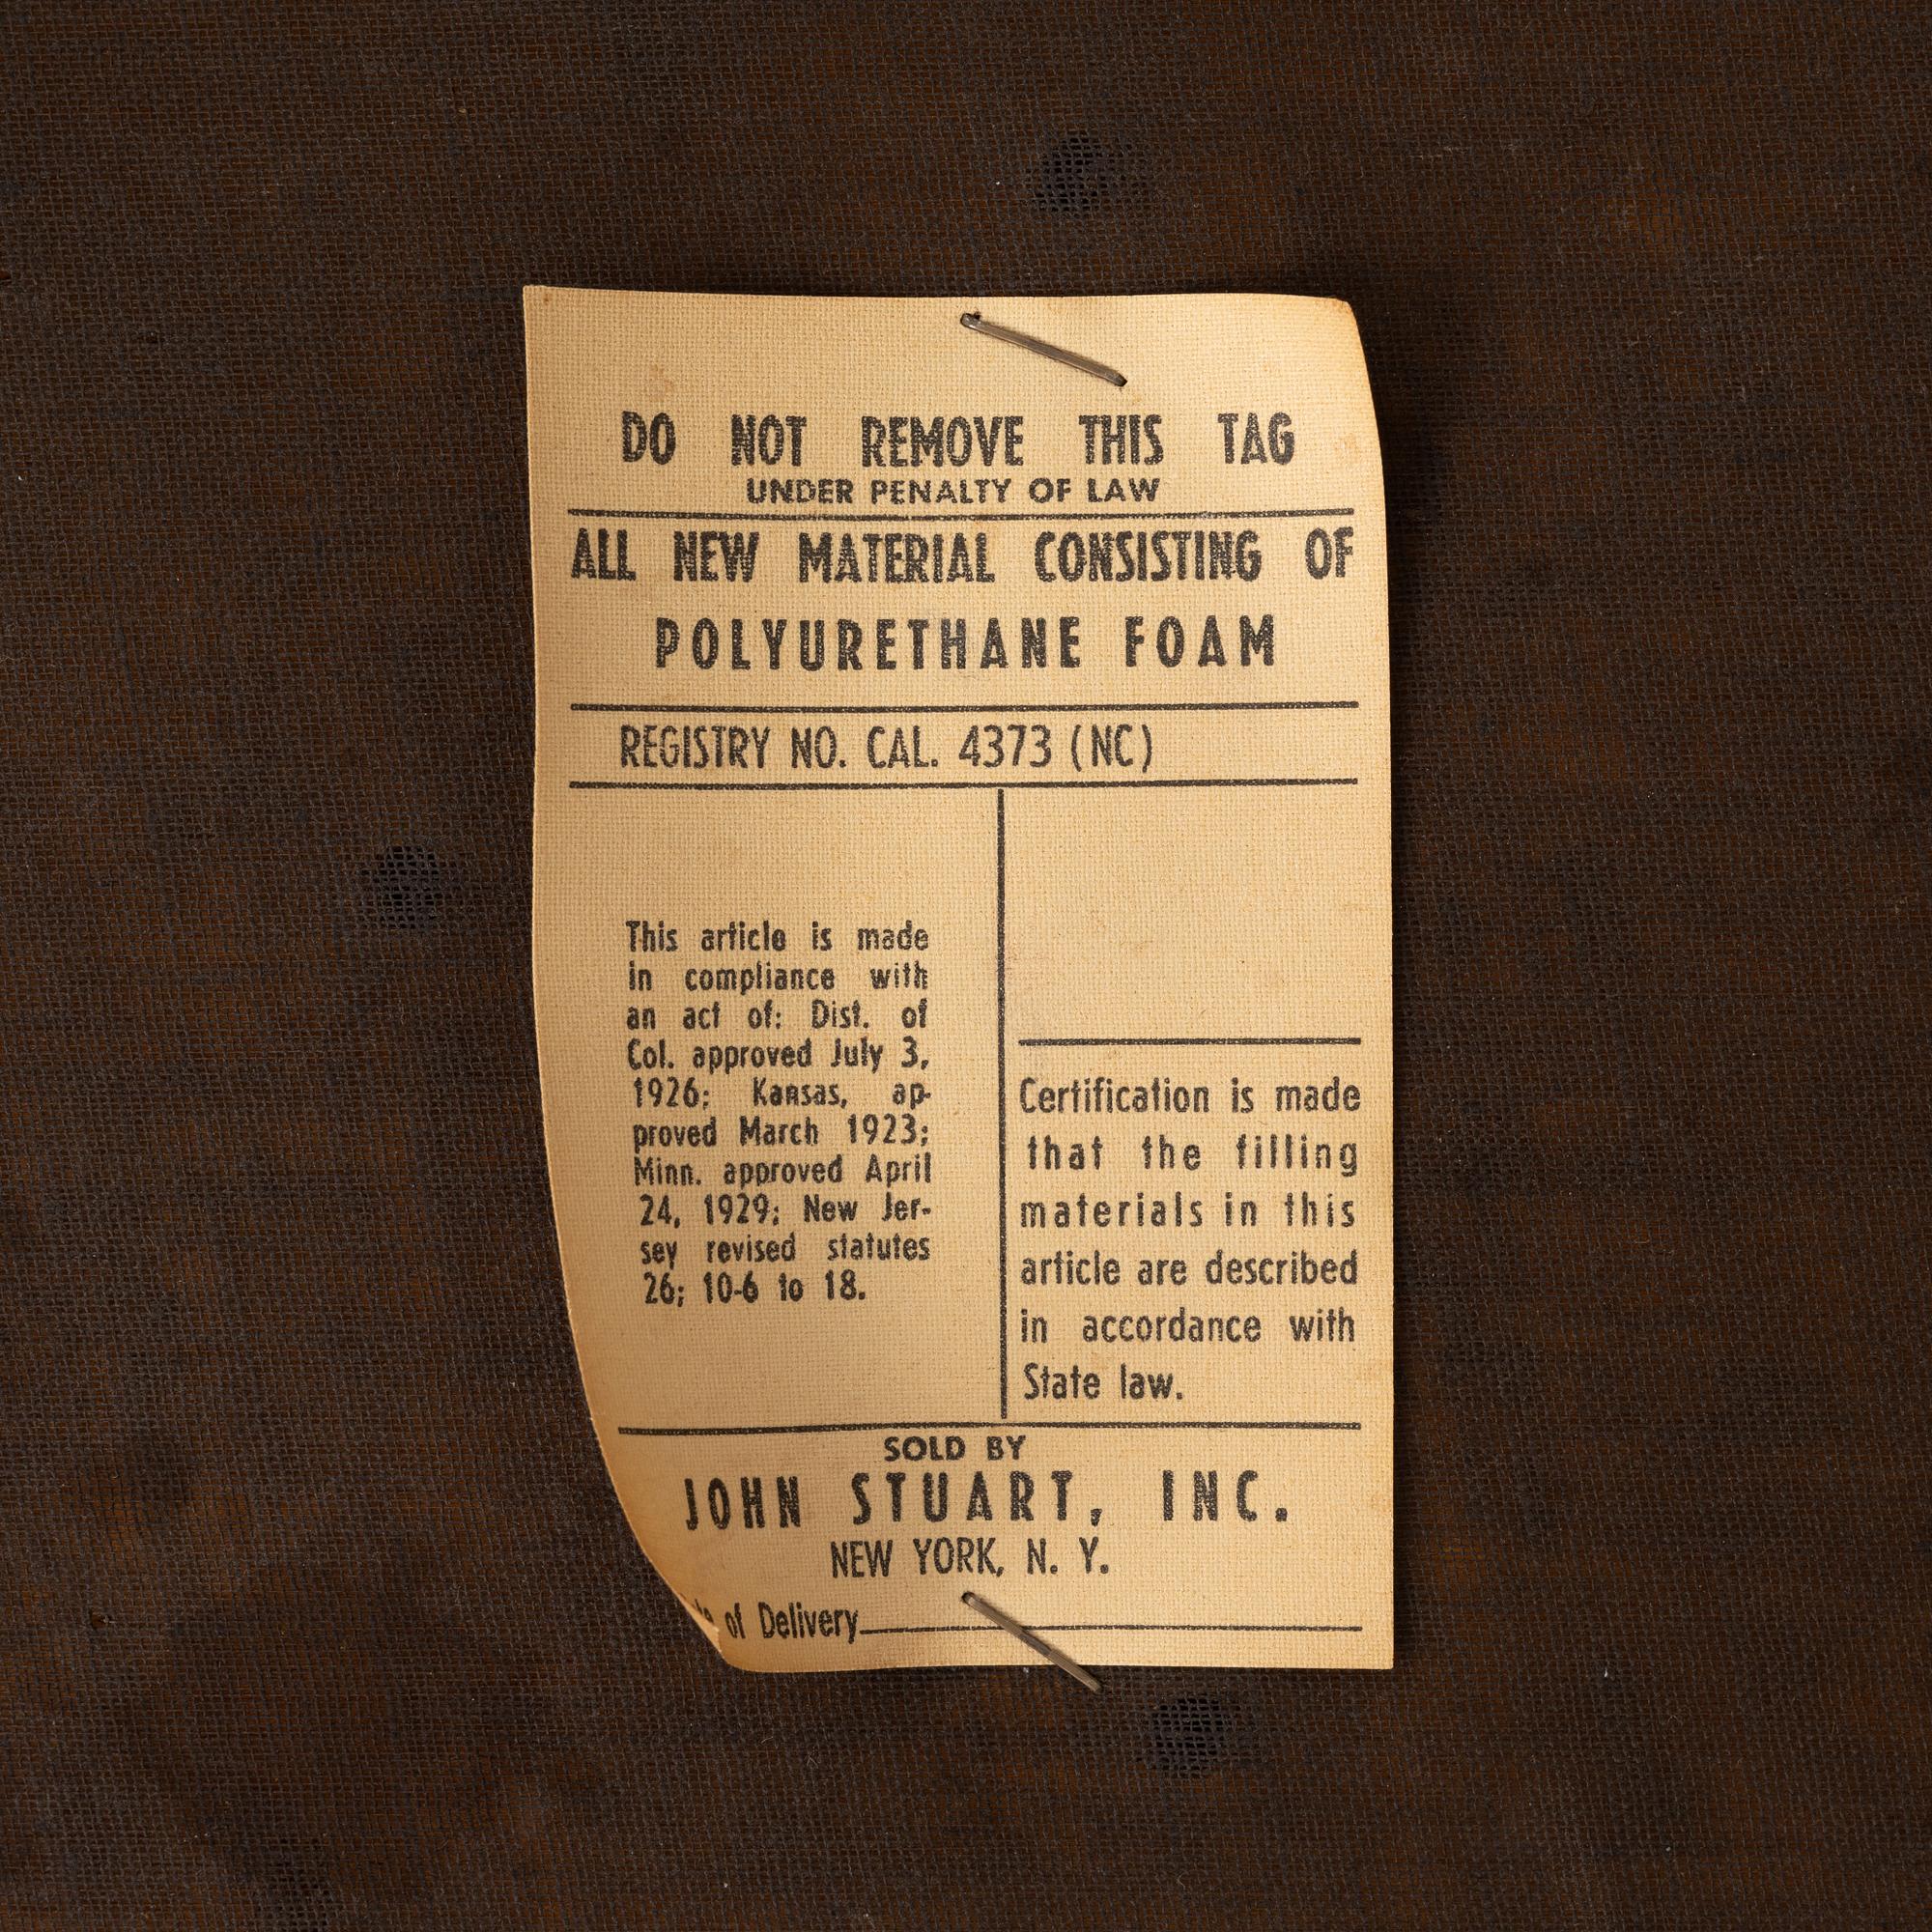 DO NOT REMOVE THIS TAG
UNDER PENALTY OF LAW
ALL NEW MATERIAL CONSISTING OF
POLYURETHANE FOAM
REGISTRY NO. CAL. 4373 (NC)
This article is made
in compliance with
an act of: Dist. of
Col. approved July 3,
1926; Kansas, ap-
proved March 1923;
Minn. approved April
24, 1929; New Jer-
sey revised statutes
26; 10-6 to 18.
Certification is made
that the filling
materials in this
article are described
in accordance with
State law.
SOLD BY
JOHN STUART, INC.
NEW YORK, N. Y.
of Delivery